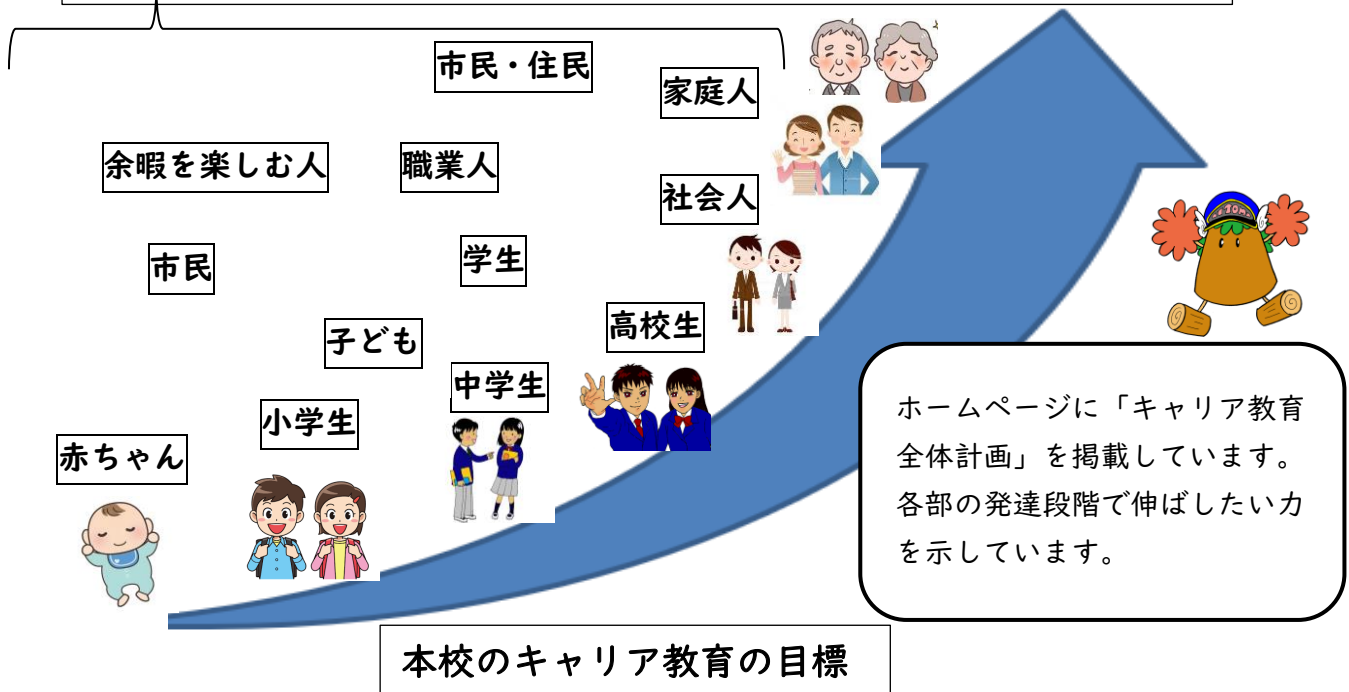 市民・住民
家庭人
余暇を楽しむ人
職業人
社会人
市民
学生
高校生
子ども
中学生
小学生
赤ちゃん
ホームページに「キャリア教育
全体計画」を掲載しています。
各部の発達段階で伸ばしたい力
を示しています。
本校のキャリア教育の目標